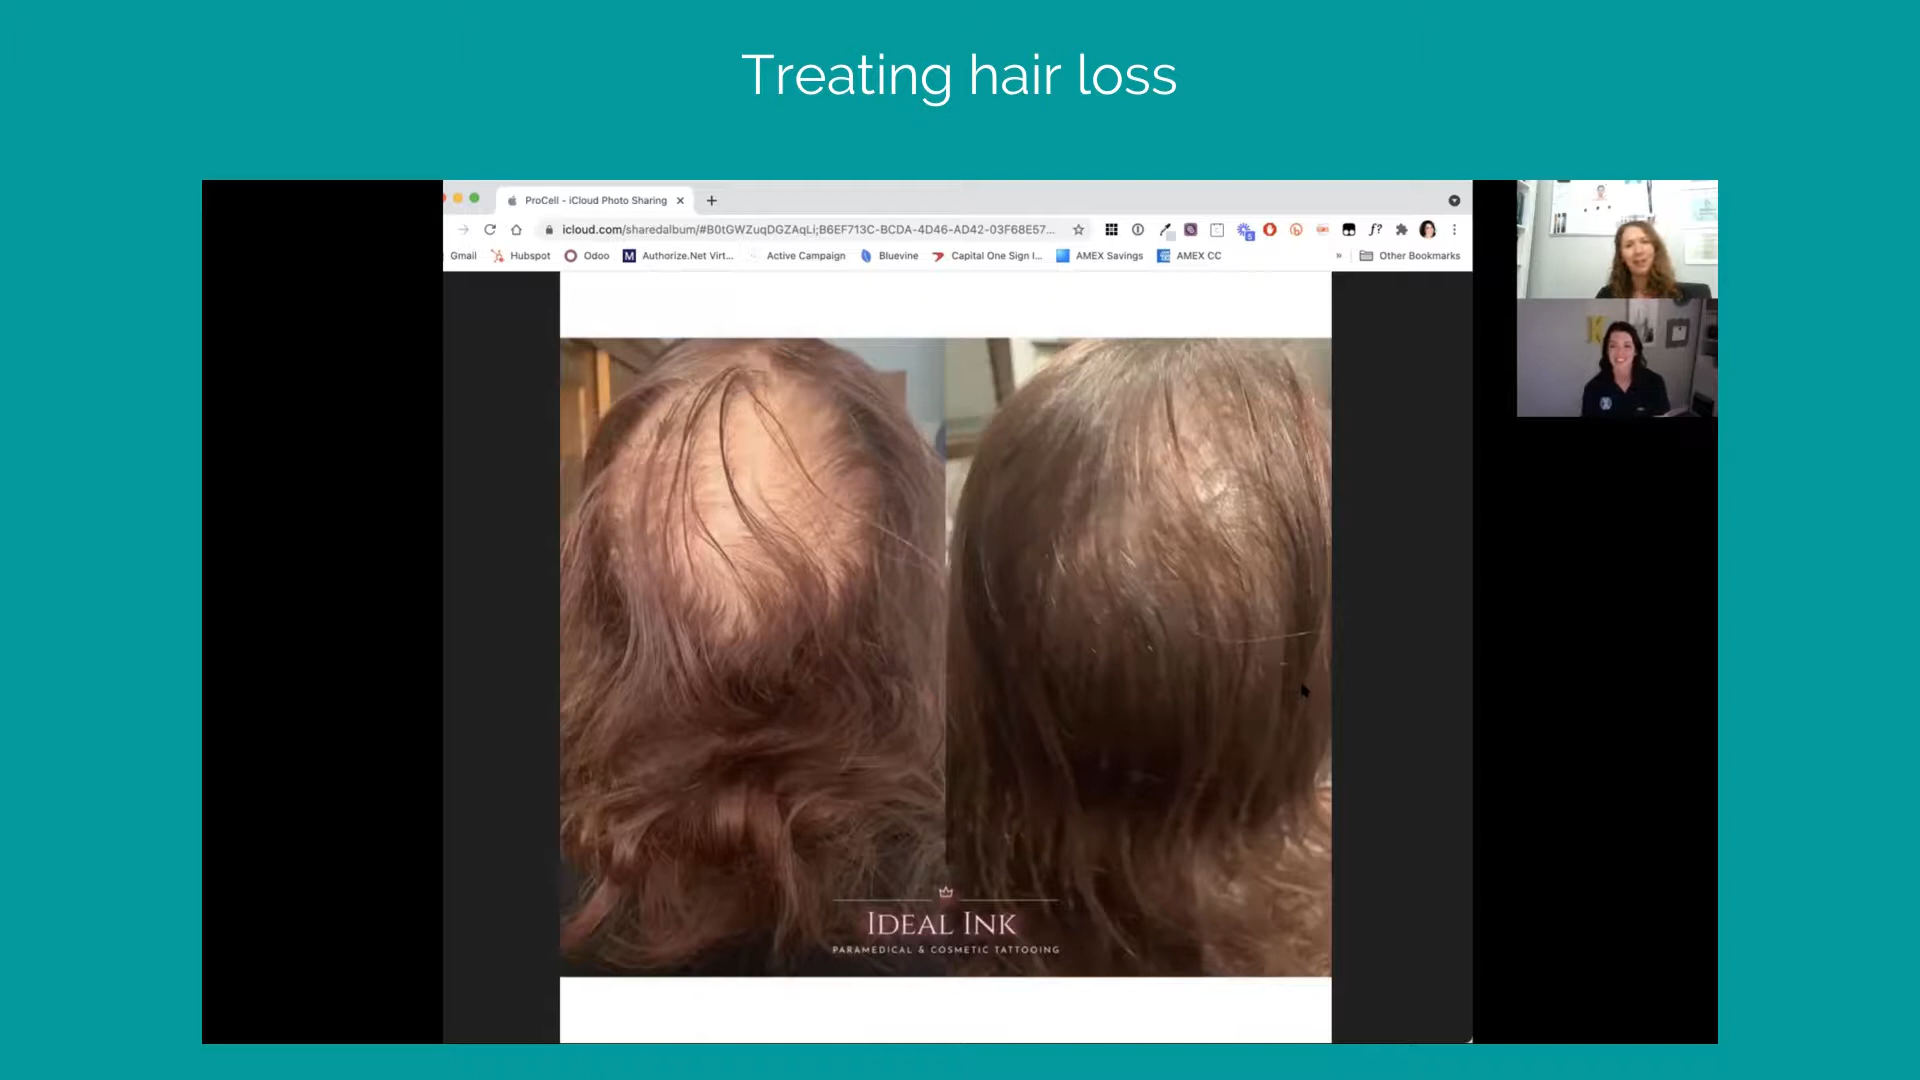 Treating hair loss
ProCell - iCloud Photo Sharing
icloud.com/sharedalbum/#B0tGWZuqDGZAqLi;B6EF713C-BCDA-4D46-AD42-03F68E57...
f?
5
Gmail Hubspot Odoo M Authorize.Net Virt... Active Campaign Bluevine Capital One Sign I... AMEX Savings AMEX CC » Other Bookmarks
K
IDEAL INK
PARAMEDICAL & COSMETIC TATTOOING